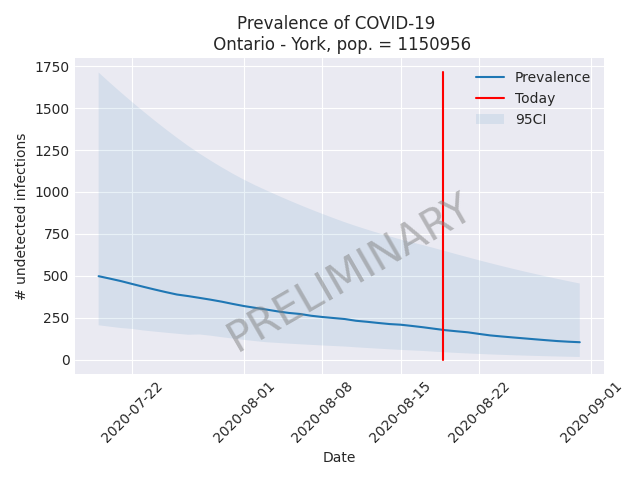 Prevalence of COVID-19
Ontario - York, pop. = 1150956
1750
1500
1250
1000
750
500
250
0
# undetected infections
Prevalence
Today
95CI
PRELIMINARY
2020-07-22
2020-08-01
2020-08-08
2020-08-15
2020-08-22
2020-09-01
Date